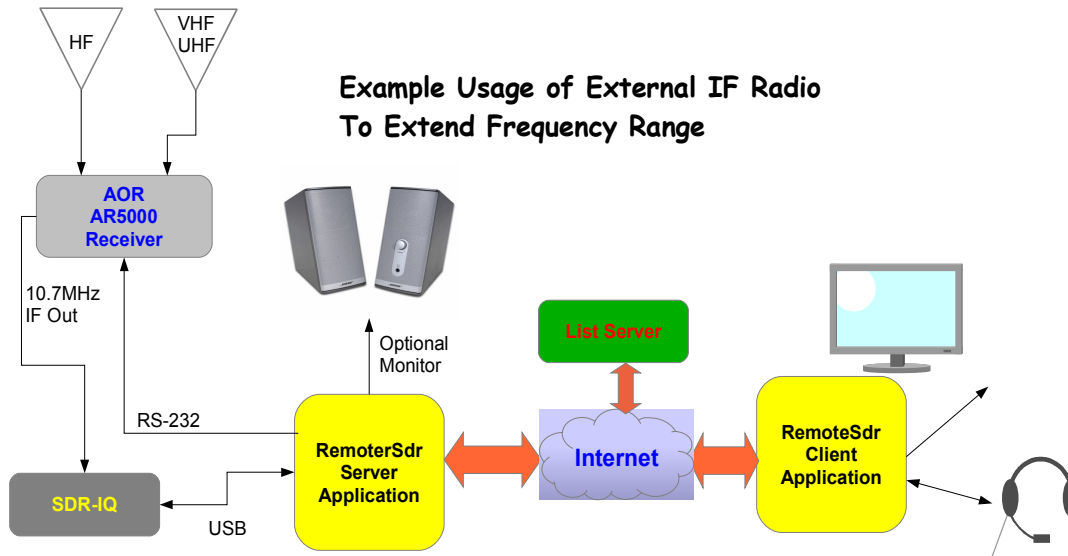 HF
VHF
UHF
Example Usage of External IF Radio
To Extend Frequency Range
AOR
AR5000
Receiver
10.7MHz
IF Out
Optional
Monitor
List Server
RS-232
RemoterSdr
Server
Application
Internet
RemoteSdr
Client
Application
SDR-IQ
USB